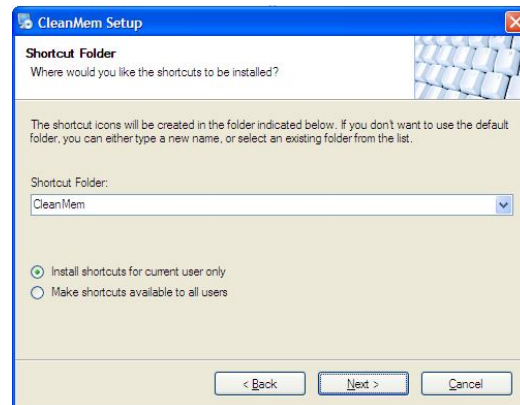 CleanMem Setup
Shortcut Folder
Where would you like the shortcuts to be installed?
The shortcut icons will be created in the folder indicated below. If you don't want to use the default
folder, you can either type a new name, or select an existing folder from the list.
Shortcut Folder:
CleanMem
Install shortcuts for current user only
Make shortcuts available to all users
< Back
Next >
Cancel